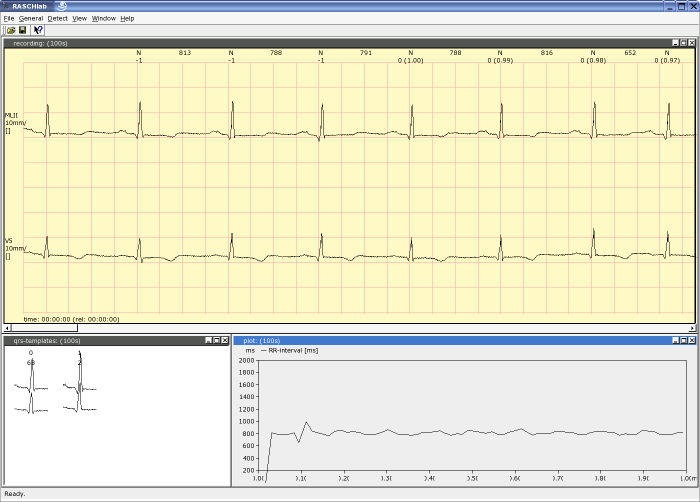 RASCHlab
File General Detect View Window Help
recording: (100s)
N 813 N 788 N 791 N 788 N 816 N 652 N
-1 -1 -1 0 (1.00) 0 (0.99) 0 (0.98) 0 (0.97)
MLII
10mm/
[]
V5
10mm/
[]
time: 00:00:00 (rel: 00:00:00)
qrs-templates: (100s)
0 1
68 2
plot: (100s)
ms — RR-interval [ms]
2000
1800
1600
1400
1200
1000
800
600
400
200
0.10 0.20 0.30 0.40 0.50 0.60 0.70 0.80 0.90
Ready.